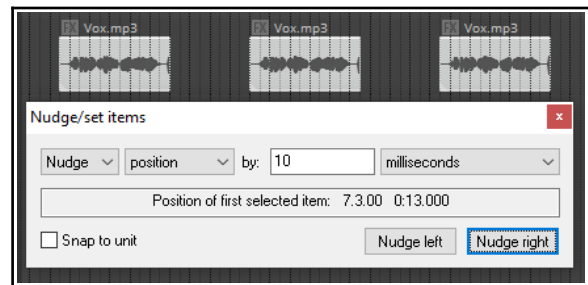 FX Vox.mp3 FX Vox.mp3 FX Vox.mp3
Nudge/set items x
Nudge position by: 10 milliseconds
Position of first selected item: 7.3.00 0:13.000
Snap to unit Nudge left Nudge right